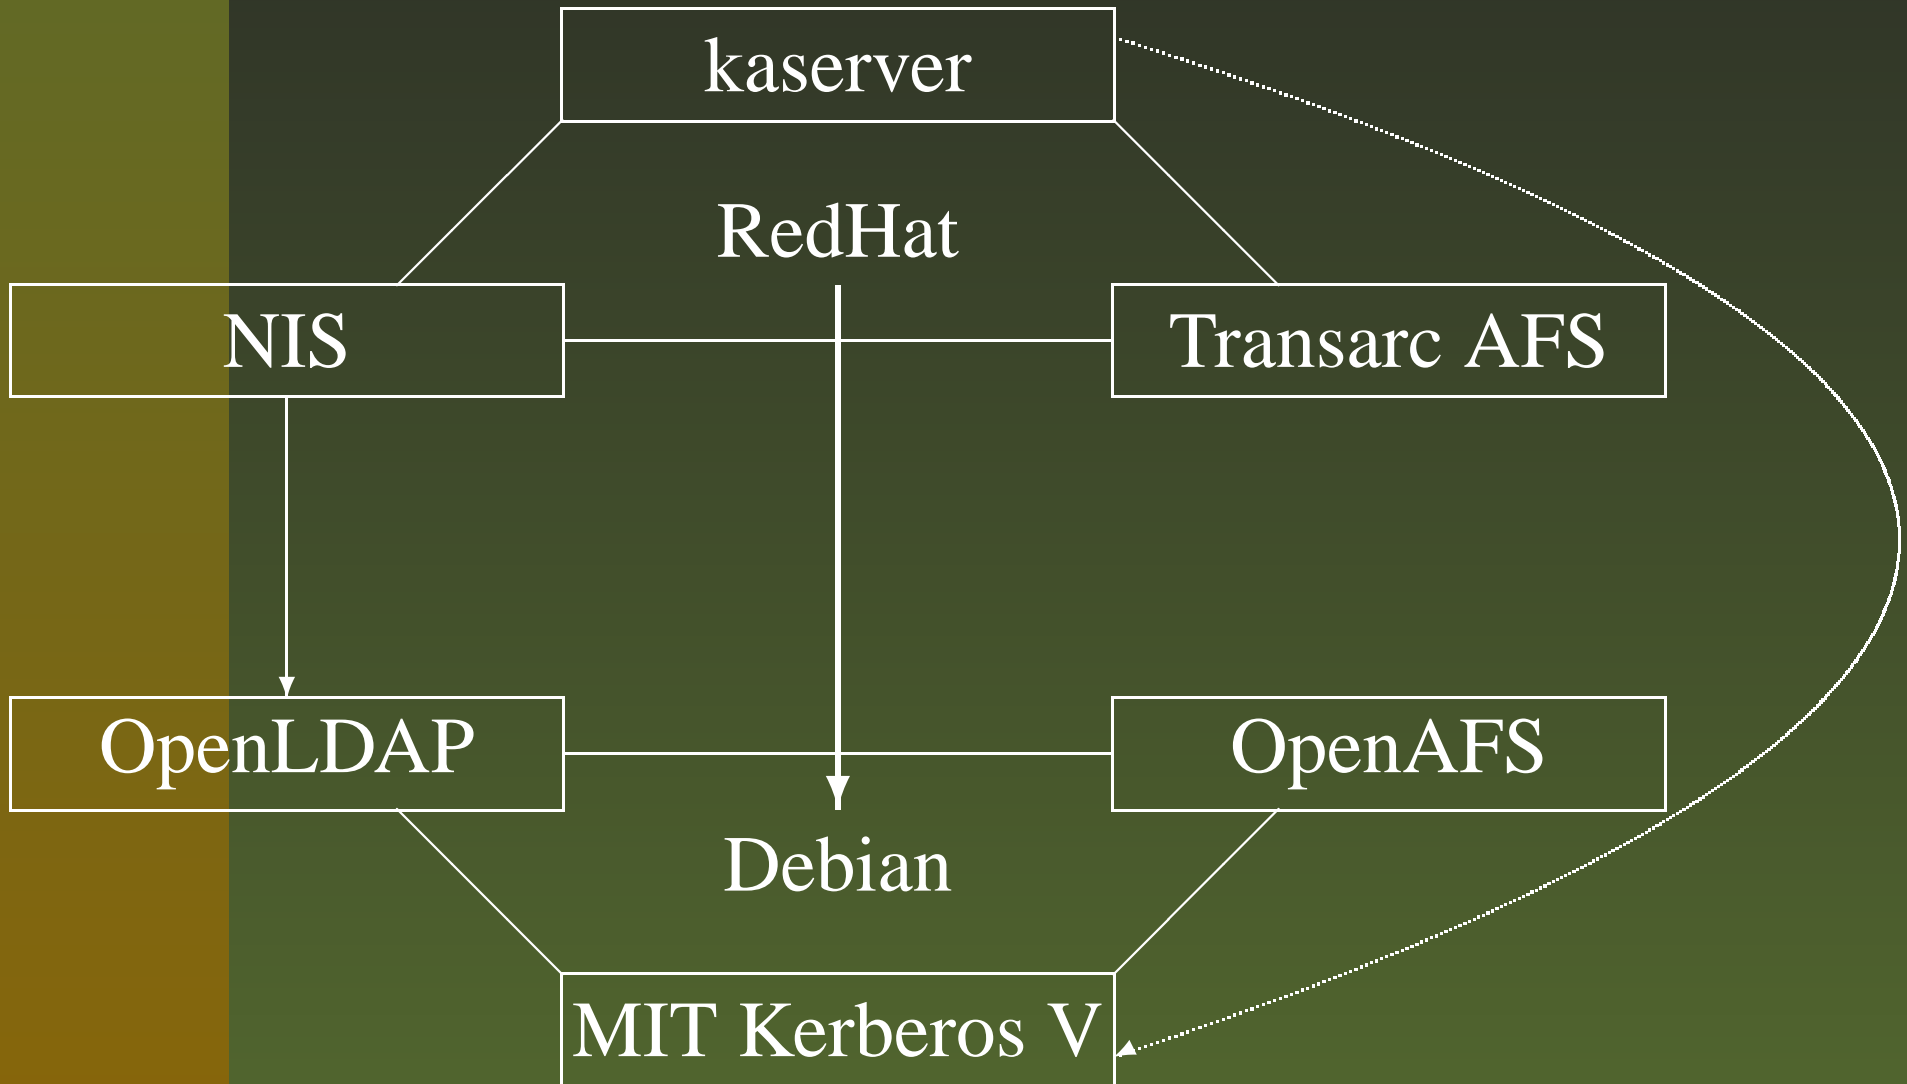 kaserver
RedHat
NIS
Transarc AFS
OpenLDAP
OpenAFS
Debian
MIT Kerberos V